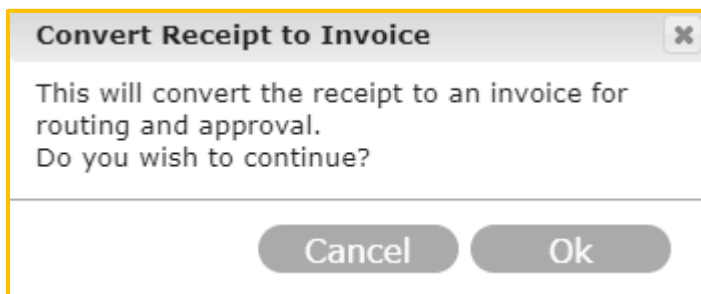 Convert Receipt to Invoice
This will convert the receipt to an invoice for
routing and approval.
Do you wish to continue?
Cancel
Ok